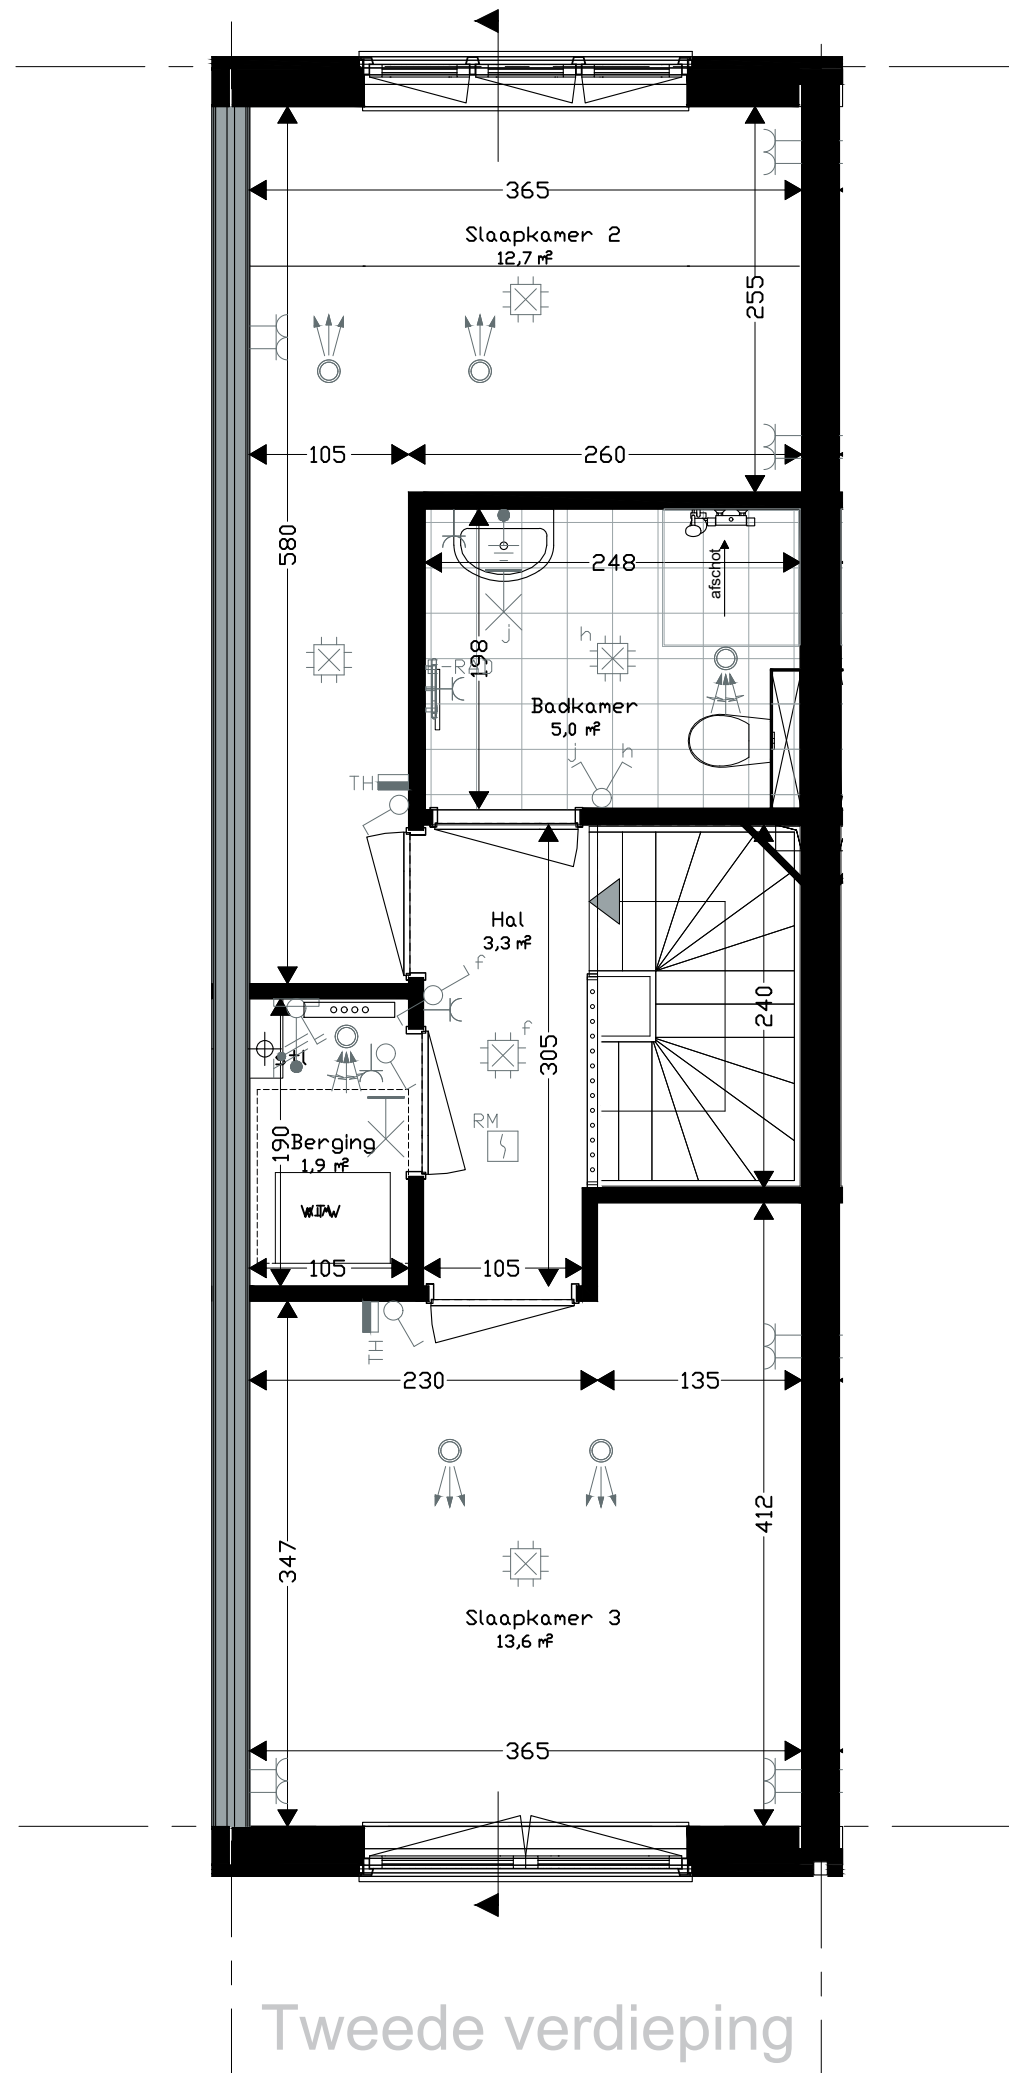 365
Slaapkamer 2
12,7 m²
255
105
260
580
248
afschot
198
j
h
Badkamer
5,0 m²
j
h
TH
Hal
3,3 m²
f
f
240
305
RM
190
Berging
1,9 m²
105
105
TH
230
135
412
347
Slaapkamer 3
13,6 m²
365
Tweede verdieping